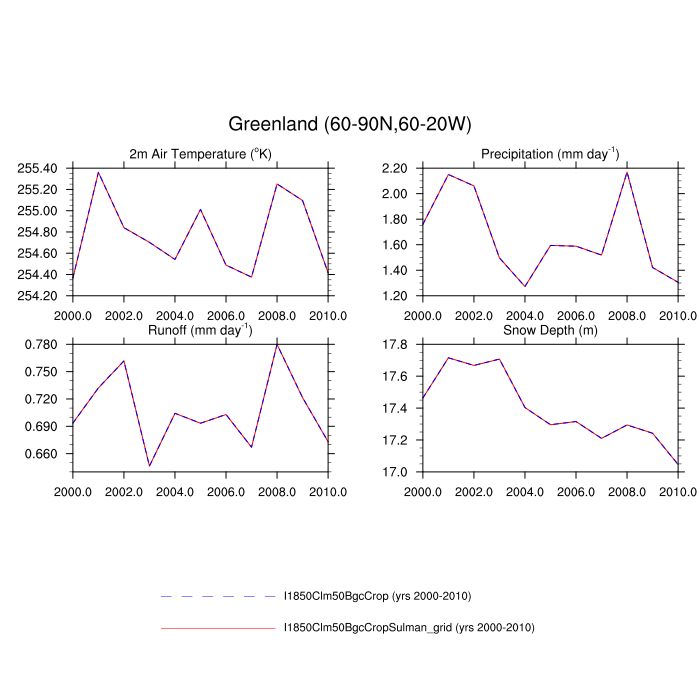 Greenland (60-90N,60-20W)
2m Air Temperature (°K)
255.40
255.20
255.00
254.80
254.60
254.40
254.20
2000.0 2002.0 2004.0 2006.0 2008.0 2010.0
Precipitation (mm day⁻¹)
2.20
2.00
1.80
1.60
1.40
1.20
2000.0 2002.0 2004.0 2006.0 2008.0 2010.0
Runoff (mm day⁻¹)
0.780
0.750
0.720
0.690
0.660
2000.0 2002.0 2004.0 2006.0 2008.0 2010.0
Snow Depth (m)
17.8
17.6
17.4
17.2
17.0
2000.0 2002.0 2004.0 2006.0 2008.0 2010.0
I1850Clm50BgcCrop (yrs 2000-2010)
I1850Clm50BgcCropSulman_grid (yrs 2000-2010)